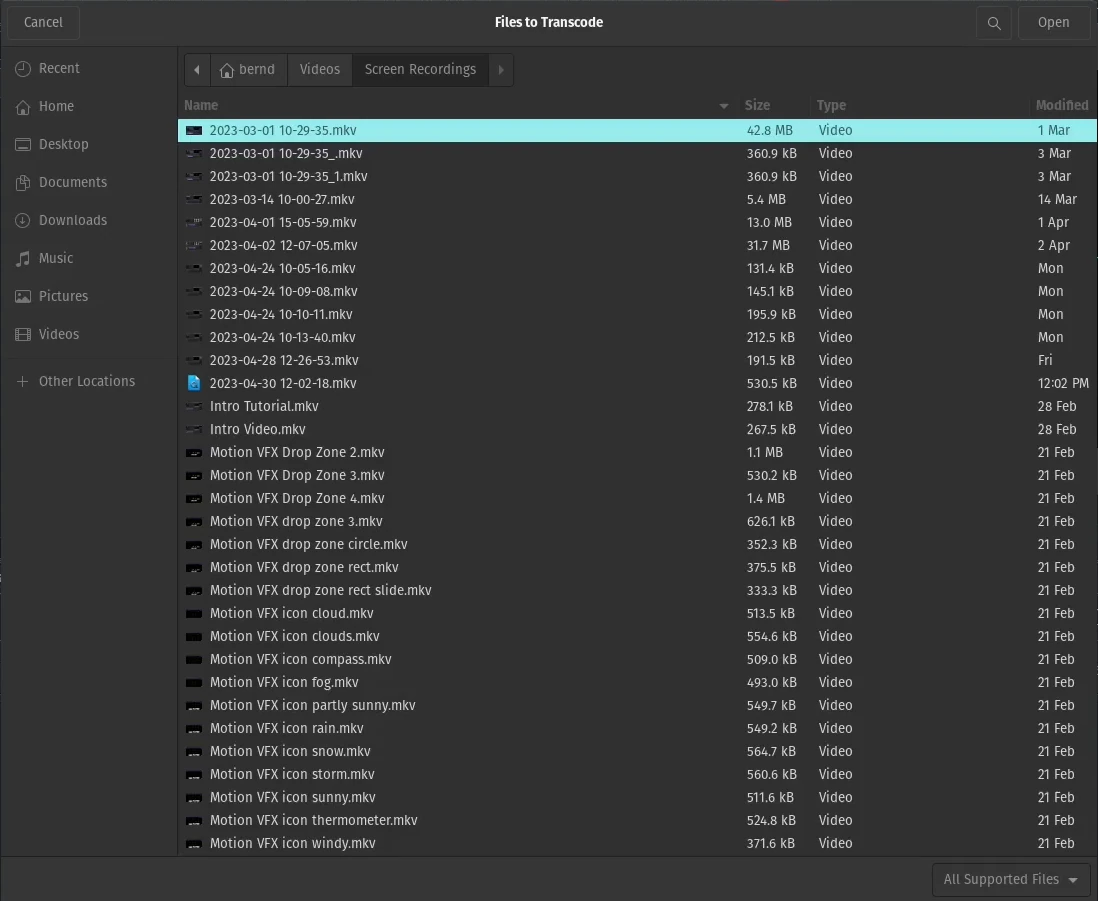 Cancel Files to Transcode Open
Recent
Home
Desktop
Documents
Downloads
Music
Pictures
Videos
Other Locations
bernd Videos Screen Recordings
Name Size Type Modified
2023-03-01 10-29-35.mkv 42.8 MB Video 1 Mar
2023-03-01 10-29-35_.mkv 360.9 kB Video 3 Mar
2023-03-01 10-29-35_1.mkv 360.9 kB Video 3 Mar
2023-03-14 10-00-27.mkv 5.4 MB Video 14 Mar
2023-04-01 15-05-59.mkv 13.0 MB Video 1 Apr
2023-04-02 12-07-05.mkv 31.7 MB Video 2 Apr
2023-04-24 10-05-16.mkv 131.4 kB Video Mon
2023-04-24 10-09-08.mkv 145.1 kB Video Mon
2023-04-24 10-10-11.mkv 195.9 kB Video Mon
2023-04-24 10-13-40.mkv 212.5 kB Video Mon
2023-04-28 12-26-53.mkv 191.5 kB Video Fri
2023-04-30 12-02-18.mkv 530.5 kB Video 12:02 PM
Intro Tutorial.mkv 278.1 kB Video 28 Feb
Intro Video.mkv 267.5 kB Video 28 Feb
Motion VFX Drop Zone 2.mkv 1.1 MB Video 21 Feb
Motion VFX Drop Zone 3.mkv 530.2 kB Video 21 Feb
Motion VFX Drop Zone 4.mkv 1.4 MB Video 21 Feb
Motion VFX drop zone 3.mkv 626.1 kB Video 21 Feb
Motion VFX drop zone circle.mkv 352.3 kB Video 21 Feb
Motion VFX drop zone rect.mkv 375.5 kB Video 21 Feb
Motion VFX drop zone rect slide.mkv 333.3 kB Video 21 Feb
Motion VFX icon cloud.mkv 513.5 kB Video 21 Feb
Motion VFX icon clouds.mkv 554.6 kB Video 21 Feb
Motion VFX icon compass.mkv 509.0 kB Video 21 Feb
Motion VFX icon fog.mkv 493.0 kB Video 21 Feb
Motion VFX icon partly sunny.mkv 549.7 kB Video 21 Feb
Motion VFX icon rain.mkv 549.2 kB Video 21 Feb
Motion VFX icon snow.mkv 564.7 kB Video 21 Feb
Motion VFX icon storm.mkv 560.6 kB Video 21 Feb
Motion VFX icon sunny.mkv 511.6 kB Video 21 Feb
Motion VFX icon thermometer.mkv 524.8 kB Video 21 Feb
Motion VFX icon windy.mkv 371.6 kB Video 21 Feb
All Supported Files